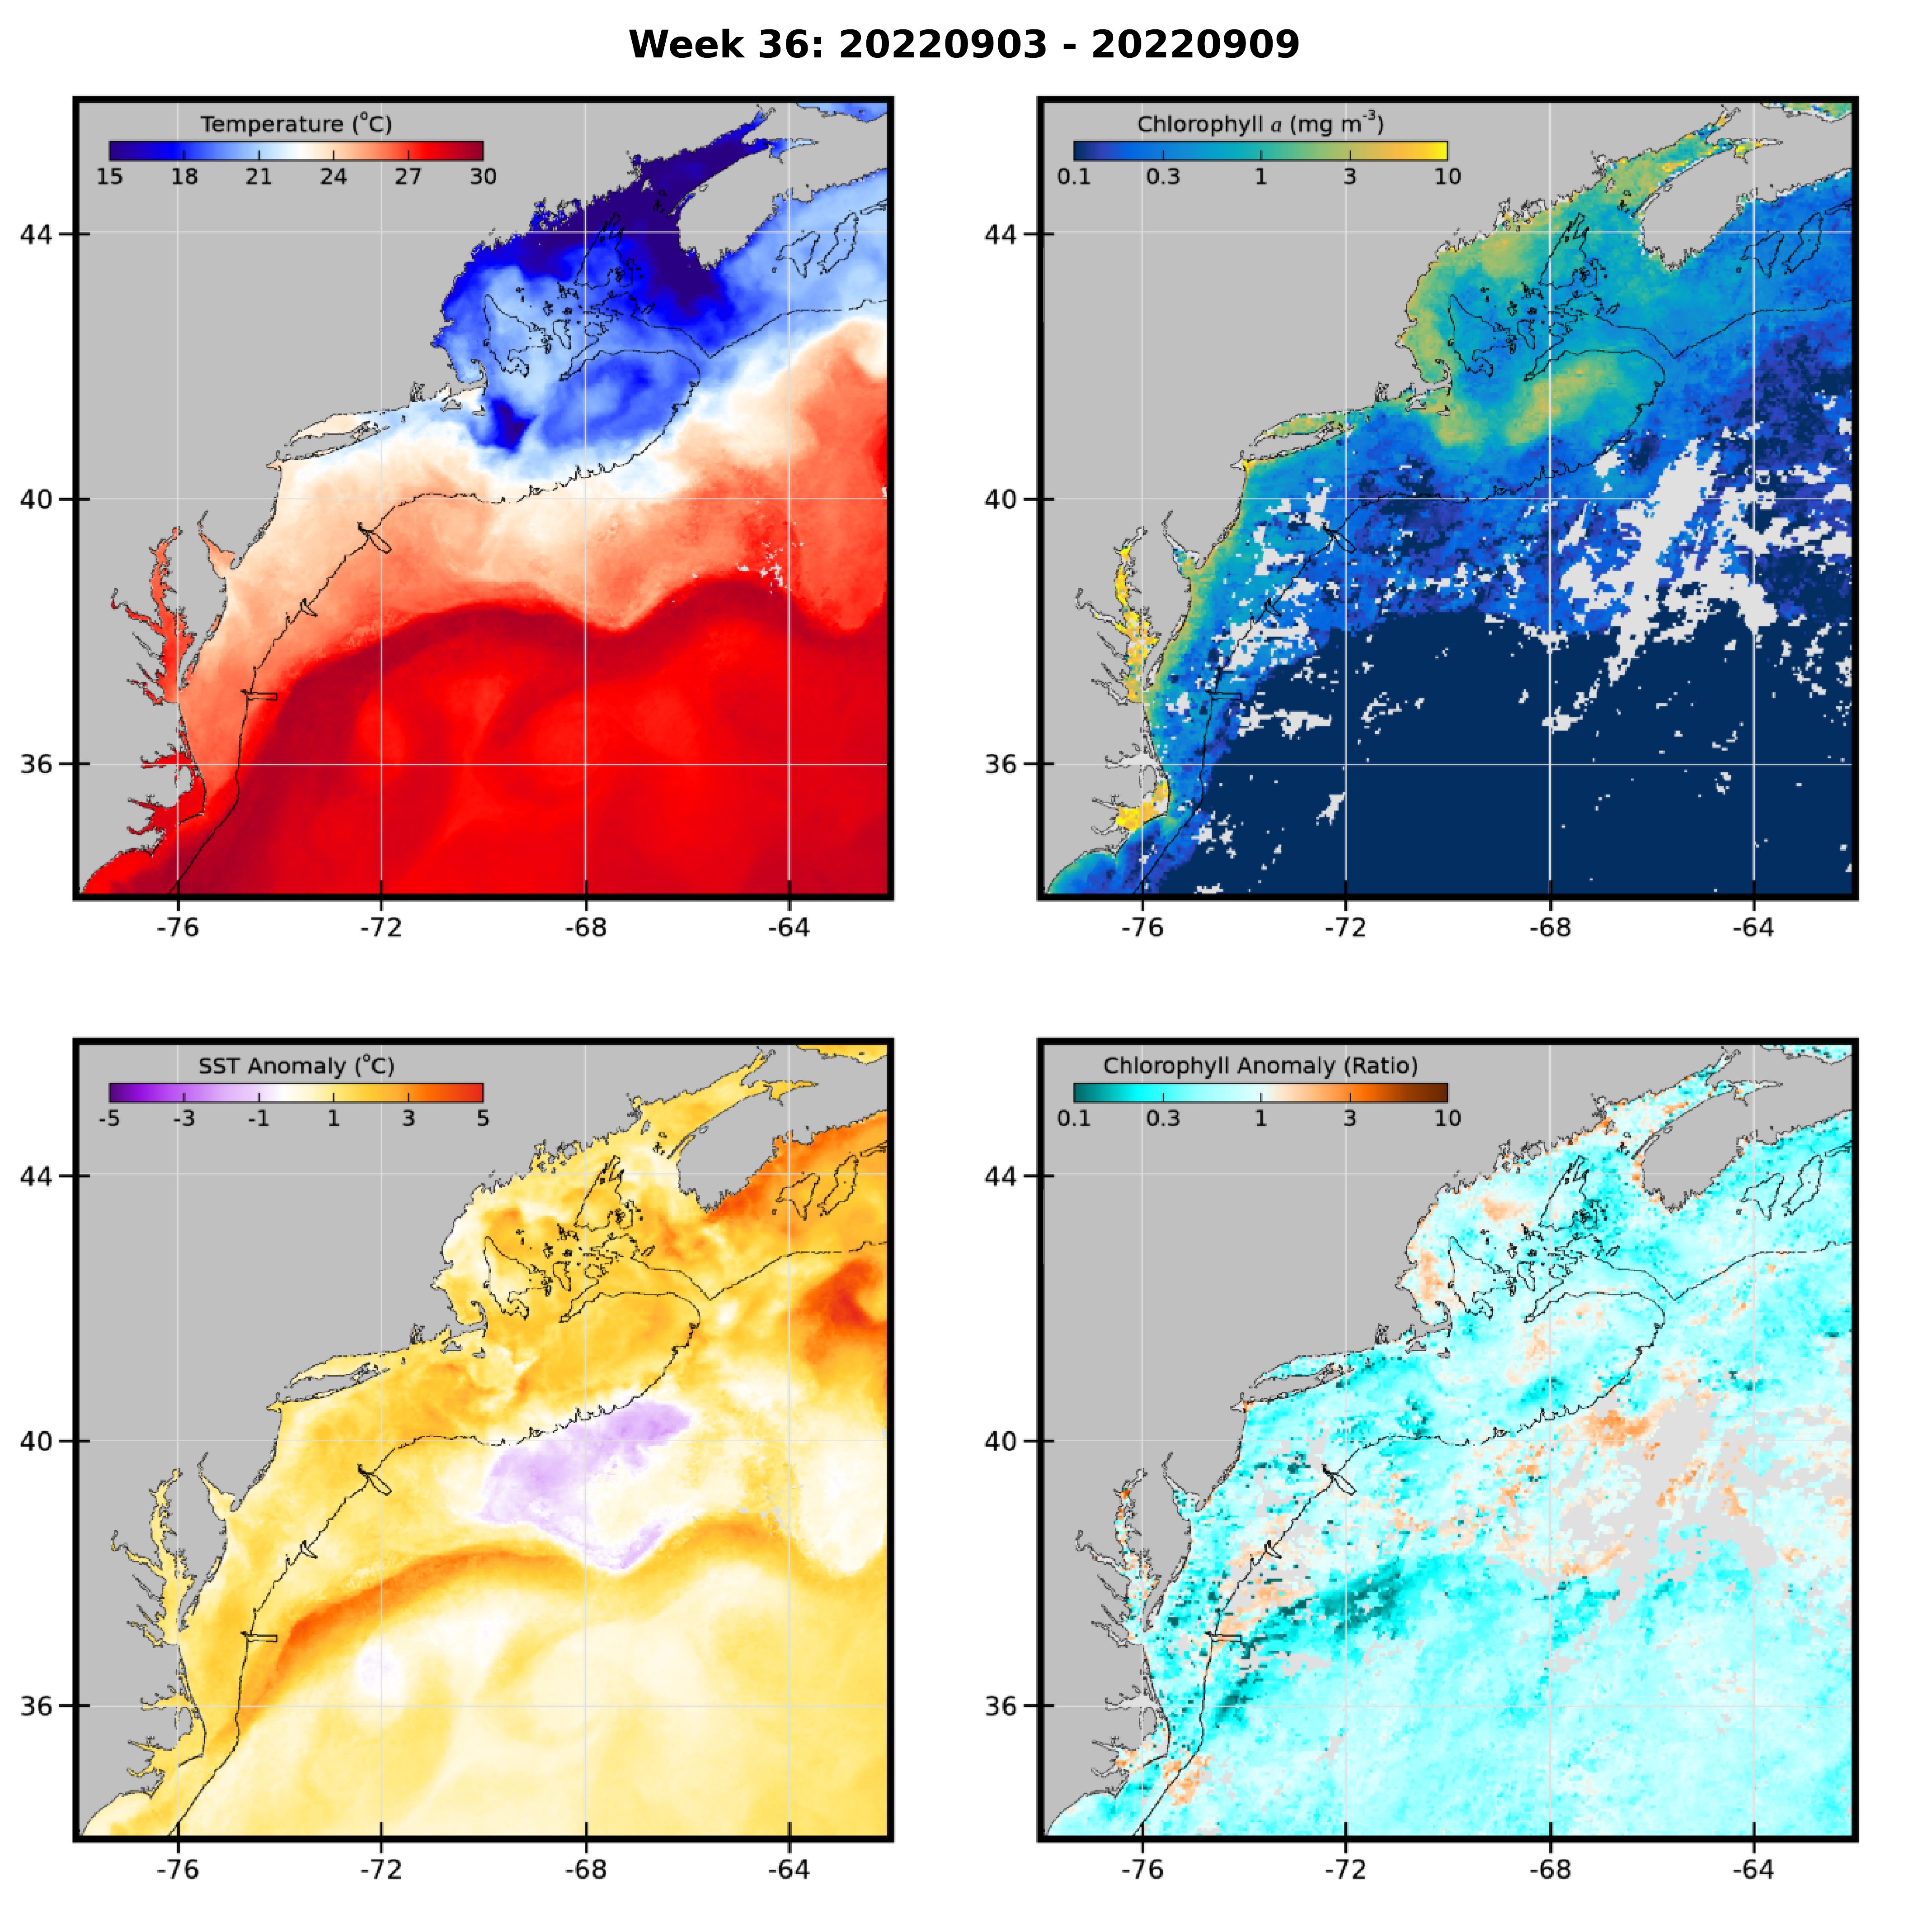 Week 36: 20220903 - 20220909
Temperature (°C)
15 18 21 24 27 30
44
40
36
-76 -72 -68 -64
Chlorophyll a (mg m⁻³)
0.1 0.3 1 3 10
44
40
36
-76 -72 -68 -64
SST Anomaly (°C)
-5 -3 -1 1 3 5
44
40
36
-76 -72 -68 -64
Chlorophyll Anomaly (Ratio)
0.1 0.3 1 3 10
44
40
36
-76 -72 -68 -64